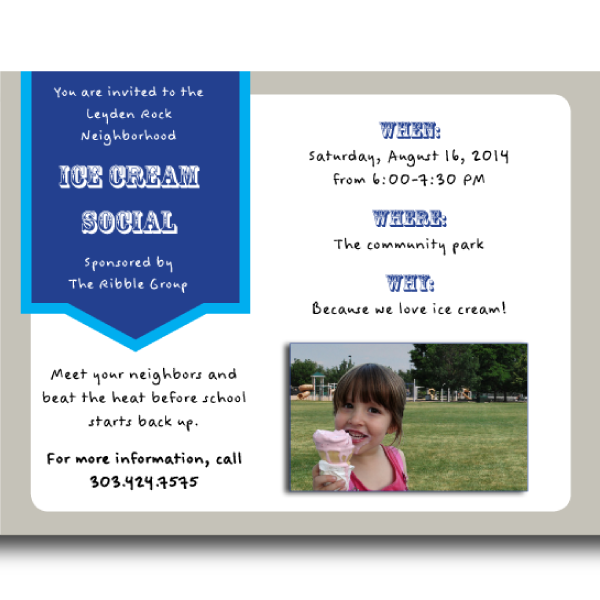 You are invited to the
Leyden Rock
Neighborhood
ICE CREAM
SOCIAL
Sponsored by
The Ribble Group
Meet your neighbors and
beat the heat before school
starts back up.
For more information, call
303.424.7575
WHEN:
Saturday, August 16, 2014
from 6:00-7:30 PM
WHERE:
The community park
WHY:
Because we love ice cream!